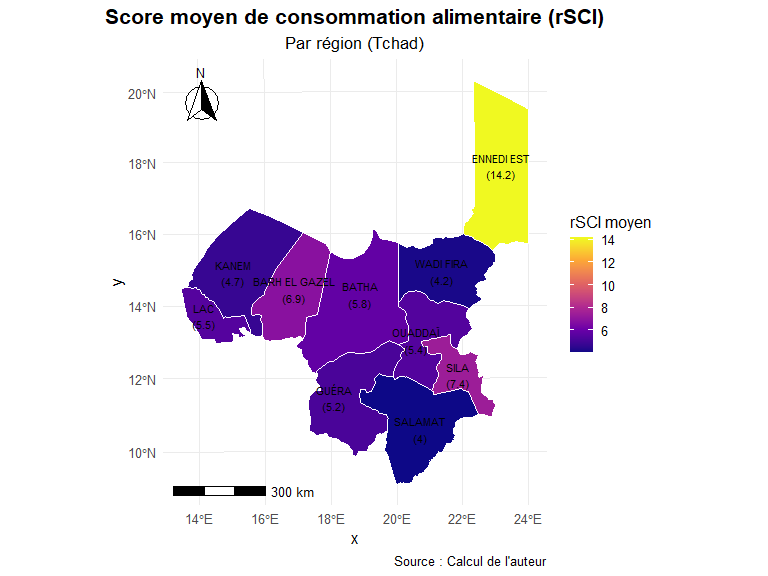 Score moyen de consommation alimentaire (rSCI)
Par région (Tchad)
N
20°N
18°N
16°N
14°N
12°N
10°N
y
ENNEDI EST
(14.2)
KANEM
(4.7)
BARH EL GAZEL
(6.9)
BATHA
(5.8)
WADI FIRA
(4.2)
LAC
(5.5)
OUADDAÏ
(5.4)
SILA
(7.4)
GUÉRA
(5.2)
SALAMAT
(4)
300 km
14°E
16°E
18°E
20°E
22°E
24°E
x
rSCI moyen
14
12
10
8
6
Source : Calcul de l'auteur